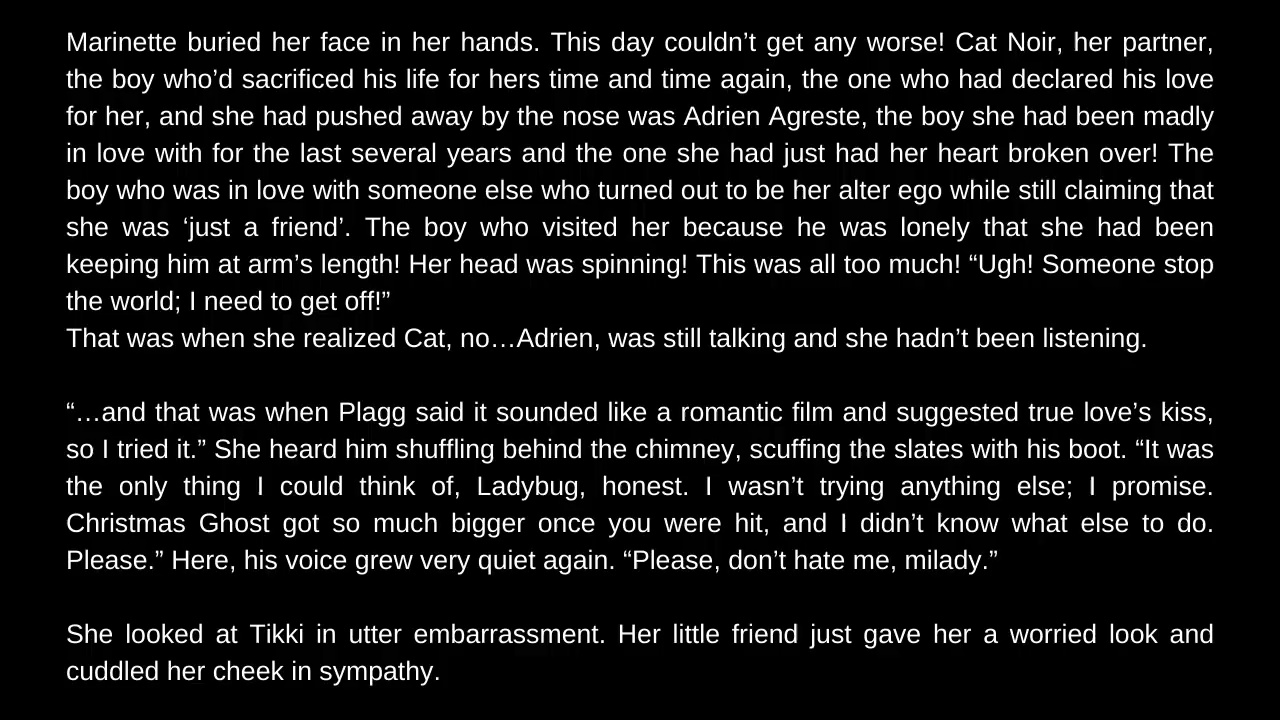 Marinette buried her face in her hands. This day couldn’t get any worse! Cat Noir, her partner,
the boy who’d sacrificed his life for hers time and time again, the one who had declared his love
for her, and she had pushed away by the nose was Adrien Agreste, the boy she had been madly
in love with for the last several years and the one she had just had her heart broken over! The
boy who was in love with someone else who turned out to be her alter ego while still claiming that
she was ‘just a friend’. The boy who visited her because he was lonely that she had been
keeping him at arm’s length! Her head was spinning! This was all too much! “Ugh! Someone stop
the world; I need to get off!”
That was when she realized Cat, no…Adrien, was still talking and she hadn’t been listening.
“…and that was when Plagg said it sounded like a romantic film and suggested true love’s kiss,
so I tried it.” She heard him shuffling behind the chimney, scuffing the slates with his boot. “It was
the only thing I could think of, Ladybug, honest. I wasn’t trying anything else; I promise.
Christmas Ghost got so much bigger once you were hit, and I didn’t know what else to do.
Please.” Here, his voice grew very quiet again. “Please, don’t hate me, milady.”
She looked at Tikki in utter embarrassment. Her little friend just gave her a worried look and
cuddled her cheek in sympathy.